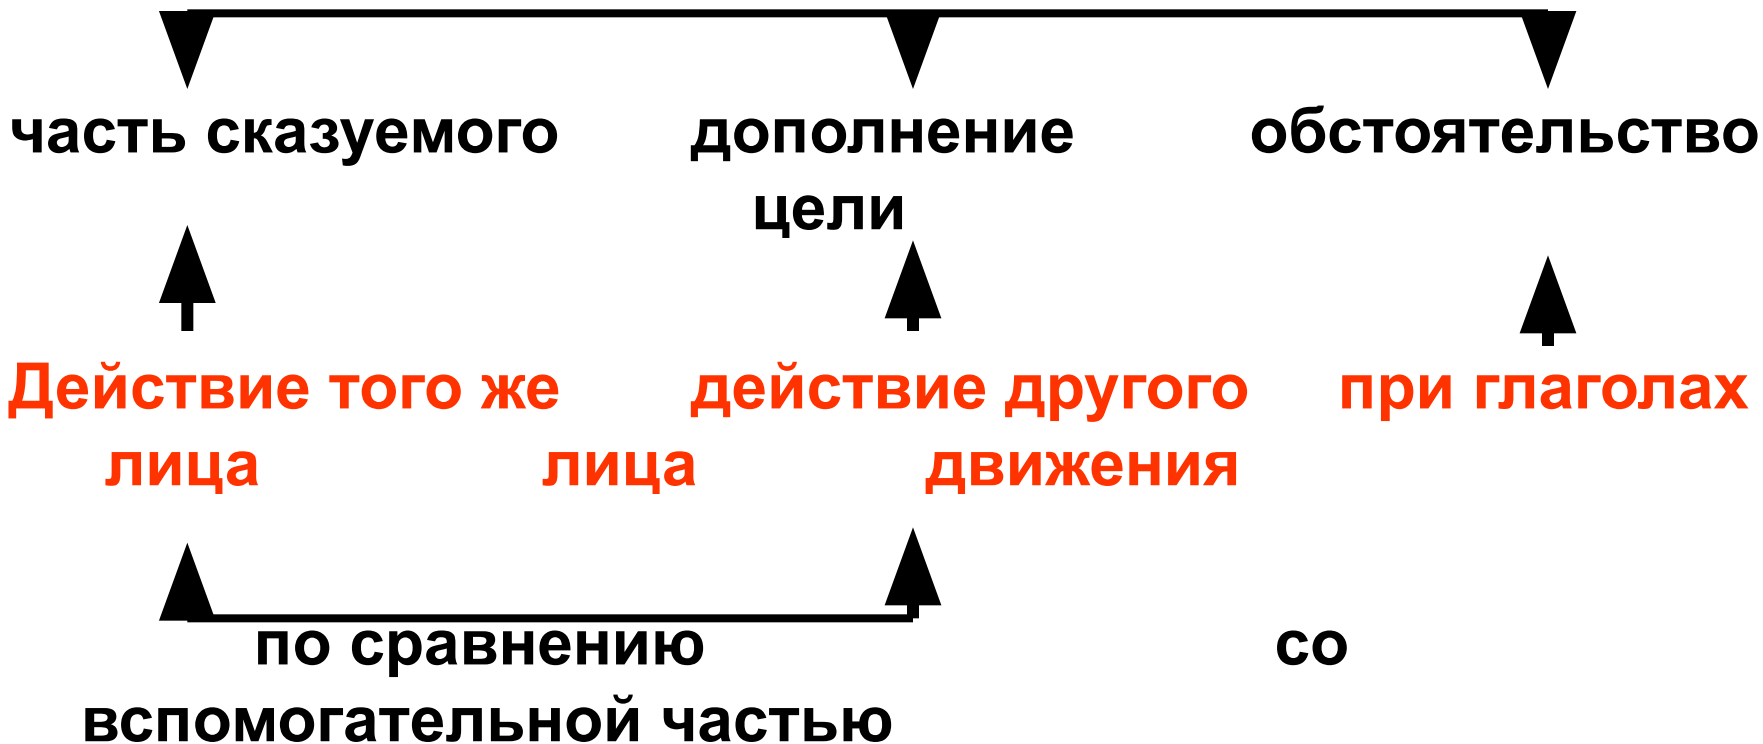 часть сказуемого дополнение обстоятельство
цели
Действие того же действие другого при глаголах
лица лица движения
по сравнению со
вспомогательной частью